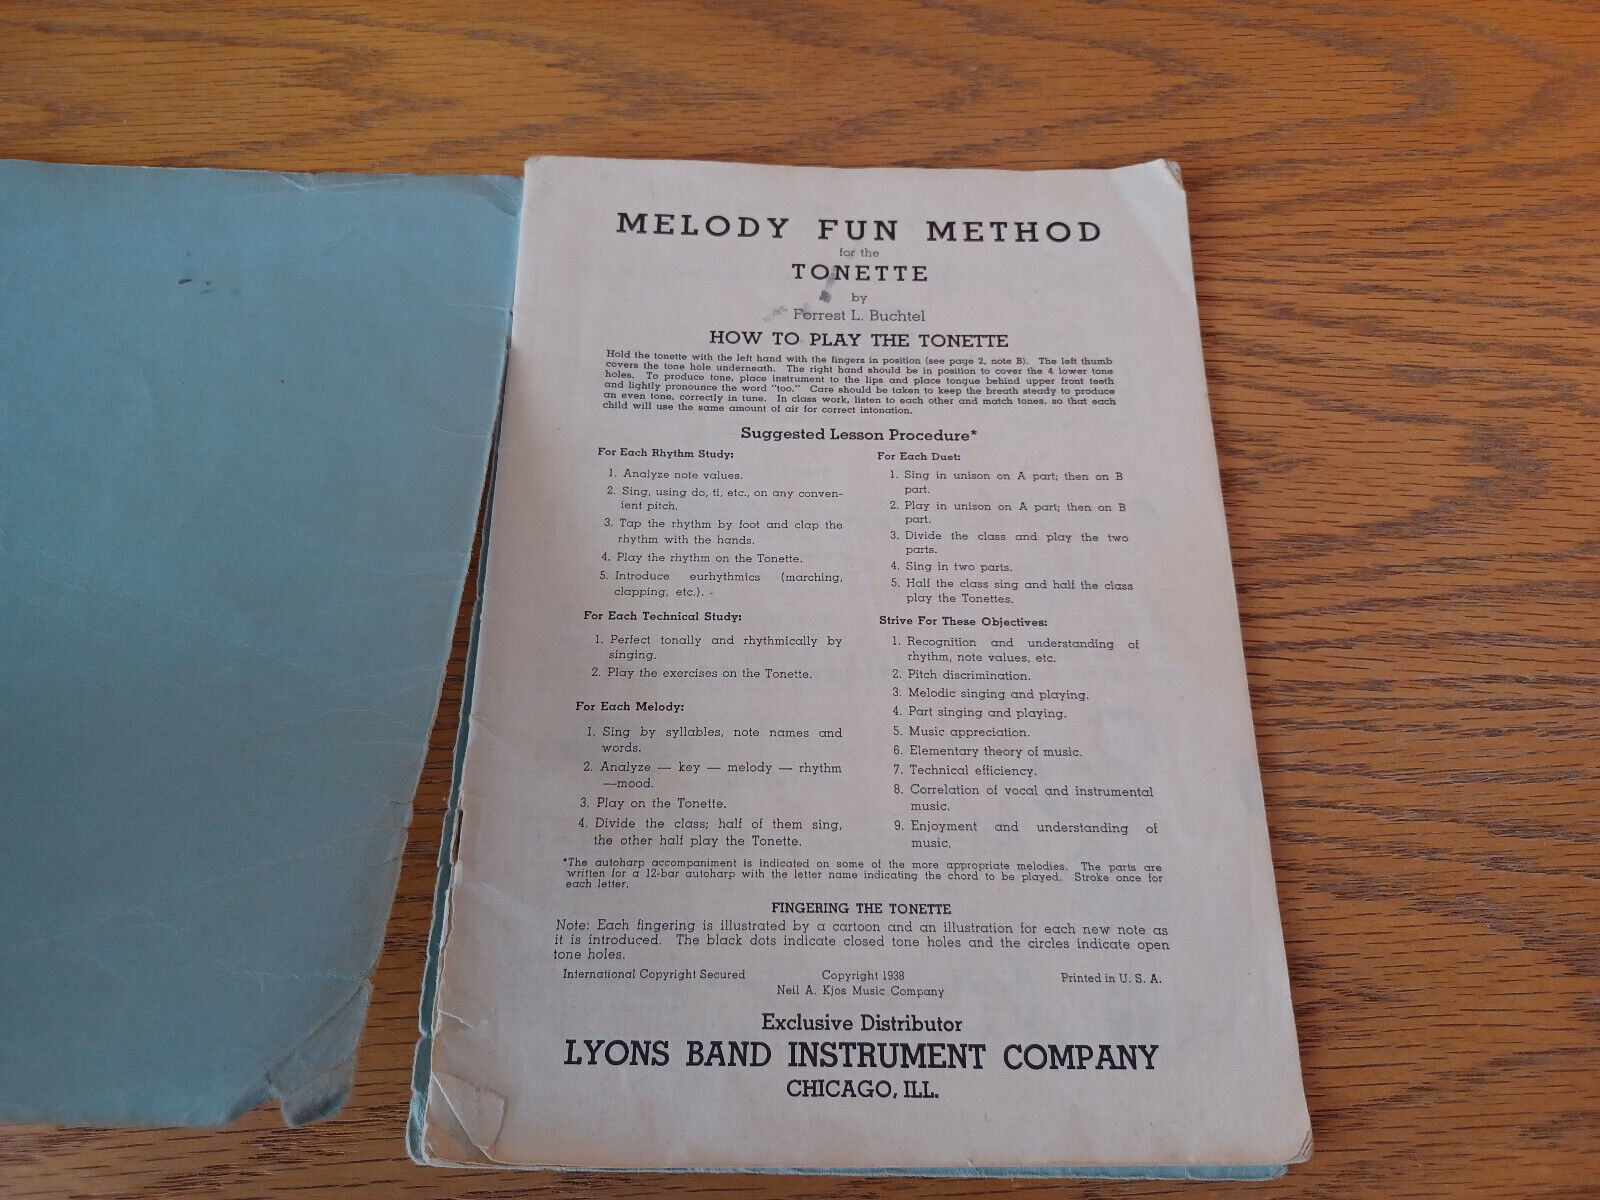 MELODY FUN METHOD
for the
TONETTE
by
Forrest L. Buchtel
HOW TO PLAY THE TONETTE
Hold the tonette with the left hand with the fingers in position (see page 2, note B). The left thumb
covers the tone hole underneath. The right hand should be in position to cover the 4 lower tone
holes. To produce tone, place instrument to the lips and place tongue behind upper front teeth
and lightly pronounce the word "too." Care should be taken to keep the breath steady to produce
an even tone, correctly in tune. In class work, listen to each other and match tones, so that each
child will use the same amount of air for correct intonation.
Suggested Lesson Procedure*
For Each Rhythm Study:
1. Analyze note values.
2. Sing, using do, ti, etc., on any conven-
ient pitch.
3. Tap the rhythm by foot and clap the
rhythm with the hands.
4. Play the rhythm on the Tonette.
5. Introduce eurhythmics (marching,
clapping, etc.).
For Each Technical Study:
1. Perfect tonally and rhythmically by
singing.
2. Play the exercises on the Tonette.
For Each Melody:
1. Sing by syllables, note names and
words.
2. Analyze — key — melody — rhythm
—mood.
3. Play on the Tonette.
4. Divide the class; half of them sing,
the other half play the Tonette.
For Each Duet:
1. Sing in unison on A part; then on B
part.
2. Play in unison on A part; then on B
part.
3. Divide the class and play the two
parts.
4. Sing in two parts.
5. Half the class sing and half the class
play the Tonettes.
Strive For These Objectives:
1. Recognition and understanding of
rhythm, note values, etc.
2. Pitch discrimination.
3. Melodic singing and playing.
4. Part singing and playing.
5. Music appreciation.
6. Elementary theory of music.
7. Technical efficiency.
8. Correlation of vocal and instrumental
music.
9. Enjoyment and understanding of
music.
*The autoharp accompaniment is indicated on some of the more appropriate melodies. The parts are
written for a 12-bar autoharp with the letter name indicating the chord to be played. Stroke once for
each letter.
FINGERING THE TONETTE
Note: Each fingering is illustrated by a cartoon and an illustration for each new note as
it is introduced. The black dots indicate closed tone holes and the circles indicate open
tone holes.
International Copyright Secured Copyright 1938 Printed in U. S. A.
Neil A. Kjos Music Company
Exclusive Distributor
LYONS BAND INSTRUMENT COMPANY
CHICAGO, ILL.